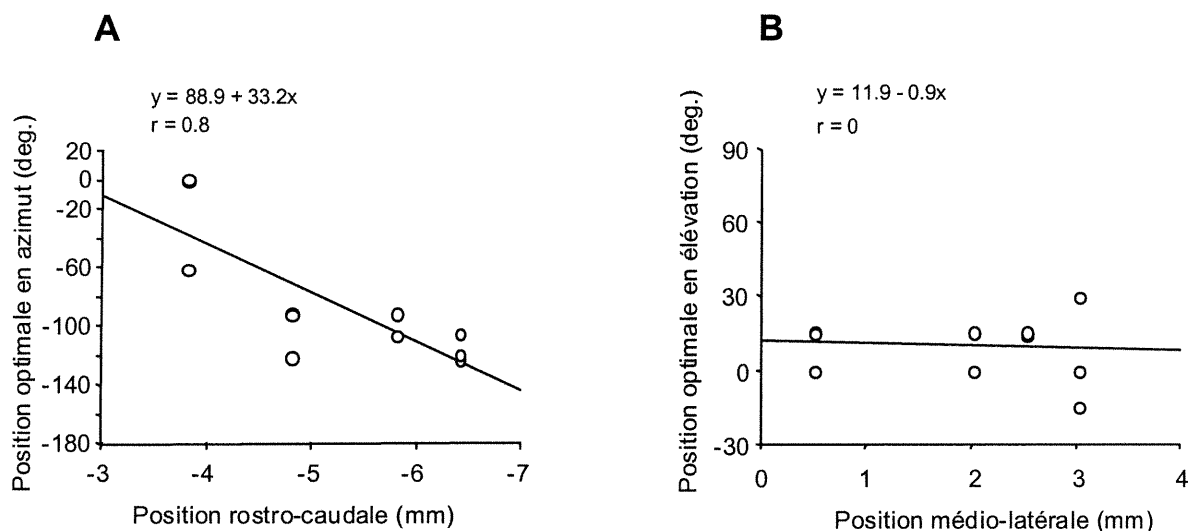 A
y = 88.9 + 33.2x
r = 0.8
Position optimale en azimut (deg.)
20
0
-20
-60
-100
-140
-180
-3
-4
-5
-6
-7
Position rostro-caudale (mm)
B
y = 11.9 - 0.9x
r = 0
Position optimale en élévation (deg.)
90
60
30
0
-30
0
1
2
3
4
Position médio-latérale (mm)